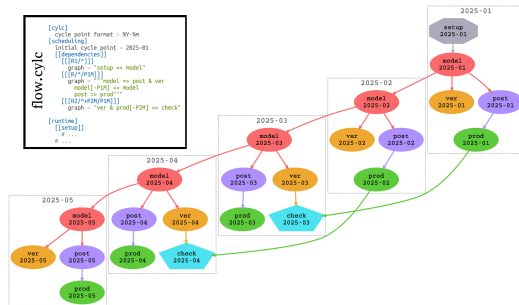 flow.cylc
[cylc]
cycle point format = %Y-%m
[scheduling]
initial cycle point = 2025-01
[[dependencies]]
[[[R1/^]]]
graph = "setup => model"
[[[R/^/P1M]]]
graph = """model => post & ver
model[-P1M] => model
post => prod"""
[[[R2/^+P2M/P1M]]]
graph = "ver & prod[-P2M] => check"
[runtime]
[[setup]]
# ...
# ...
2025-01
setup
2025-01
model
2025-01
ver
2025-01
post
2025-01
prod
2025-01
2025-02
model
2025-02
ver
2025-02
post
2025-02
prod
2025-02
2025-03
model
2025-03
post
2025-03
ver
2025-03
prod
2025-03
check
2025-03
2025-04
model
2025-04
post
2025-04
ver
2025-04
prod
2025-04
check
2025-04
2025-05
model
2025-05
ver
2025-05
post
2025-05
prod
2025-05